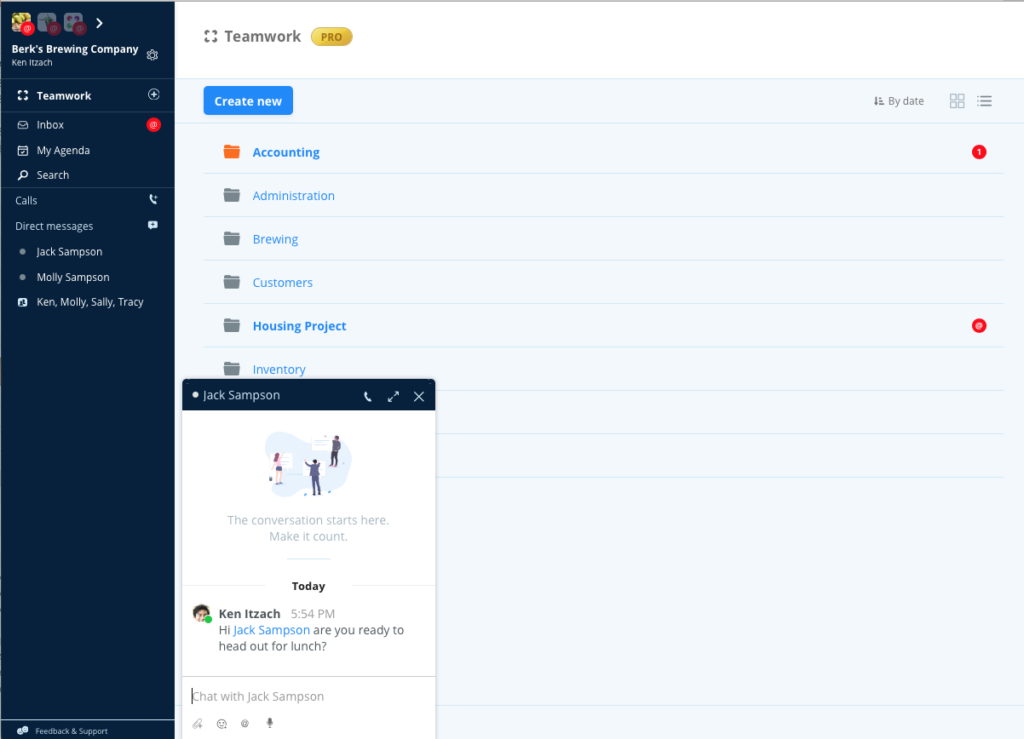 Berk's Brewing Company
Ken Itzach
Teamwork
Inbox
@
My Agenda
Search
Calls
Direct messages
Jack Sampson
Molly Sampson
Ken, Molly, Sally, Tracy
Feedback & Support
Teamwork PRO
Create new
By date
Accounting
1
Administration
Brewing
Customers
Housing Project
@
Inventory
Jack Sampson
The conversation starts here.
Make it count.
Today
Ken Itzach 5:54 PM
Hi Jack Sampson are you ready to
head out for lunch?
Chat with Jack Sampson
@